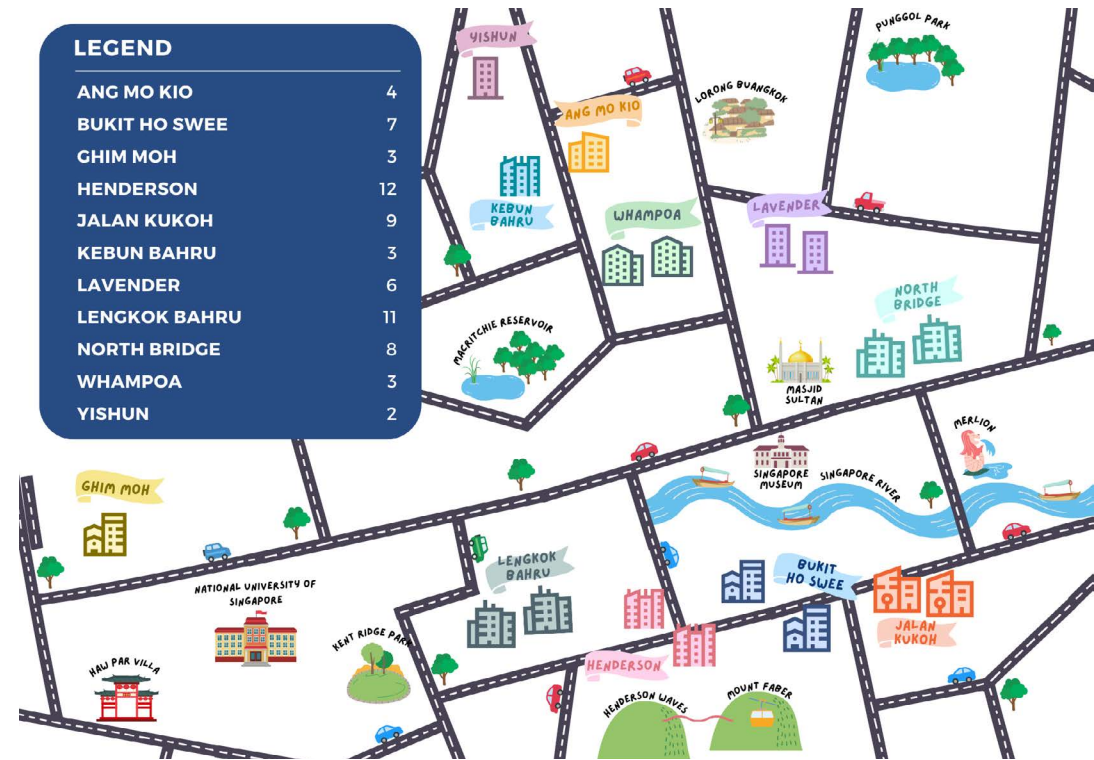 LEGEND
ANG MO KIO 4
BUKIT HO SWEE 7
GHIM MOH 3
HENDERSON 12
JALAN KUKOH 9
KEBUN BAHRU 3
LAVENDER 6
LENGKOK BAHRU 11
NORTH BRIDGE 8
WHAMPOA 3
YISHUN 2
YISHUN
PUNGGOL PARK
LORONG BUANGKOK
ANG MO KIO
KEBUN
BAHRU
WHAMPOA
LAVENDER
NORTH
BRIDGE
MACRITCHIE RESERVOIR
MASJID
SULTAN
MERLION
SINGAPORE
MUSEUM
SINGAPORE RIVER
GHIM MOH
LENGKOK
BAHRU
BUKIT
HO SWEE
NATIONAL UNIVERSITY OF
SINGAPORE
JALAN
KUKOH
KENT RIDGE PARK
HAW PAR VILLA
HENDERSON
HENDERSON WAVES
MOUNT FABER